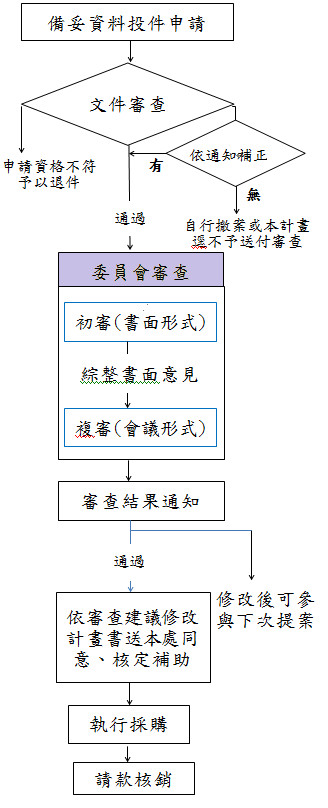 備妥資料投件申請
文件審查
依通知補正
有
無
申請資格不符
予以退件
自行撤案或本計畫
逕不予送付審查
通過
委員會審查
初審(書面形式)
綜整書面意見
複審(會議形式)
審查結果通知
通過
修改後可參
與下次提案
依審查建議修改
計畫書送本處同
意、核定補助
執行採購
請款核銷